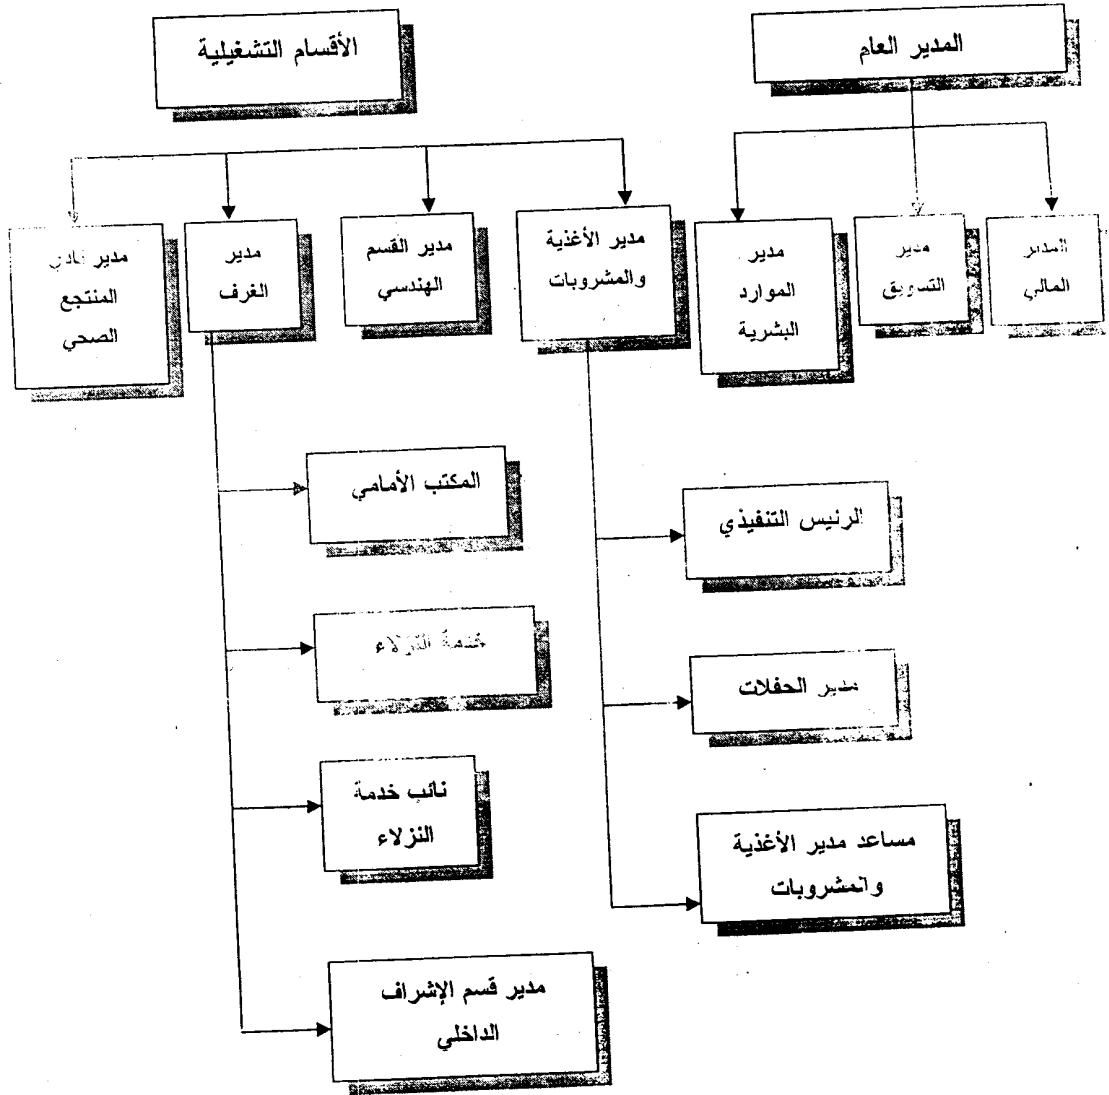 المدير العام
الأقسام التشغيلية
المدير
المالي
مدير
التسويق
مدير
الموارد
البشرية
مدير الأغذية
والمشروبات
مدير القسم
الهندسي
مدير
الغرف
مدير نادي
المنتجع
الصحي
الرئيس التنفيذي
مدير الحفلات
مساعد مدير الأغذية
والمشروبات
المكتب الأمامي
خدمة النزلاء
نائب خدمة
النزلاء
مدير قسم الإشراف
الداخلي